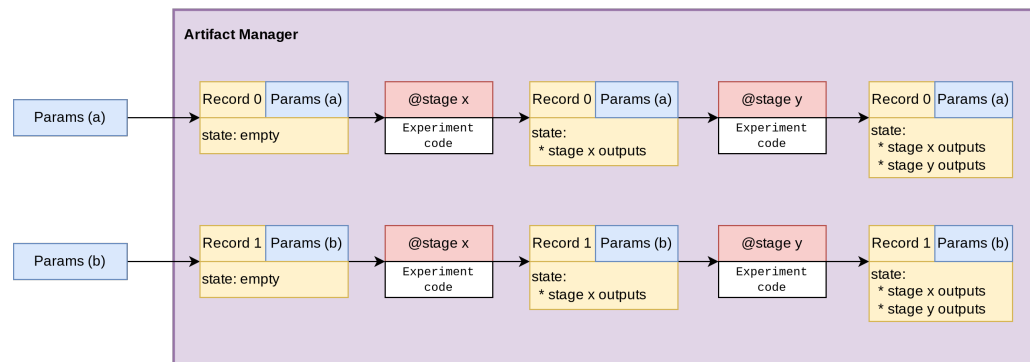 Artifact Manager
Params (a)
Record 0
Params (a)
state: empty
@stage x
Experiment
code
Record 0
Params (a)
state:
* stage x outputs
@stage y
Experiment
code
Record 0
Params (a)
state:
* stage x outputs
* stage y outputs
Params (b)
Record 1
Params (b)
state: empty
@stage x
Experiment
code
Record 1
Params (b)
state:
* stage x outputs
@stage y
Experiment
code
Record 1
Params (b)
state:
* stage x outputs
* stage y outputs